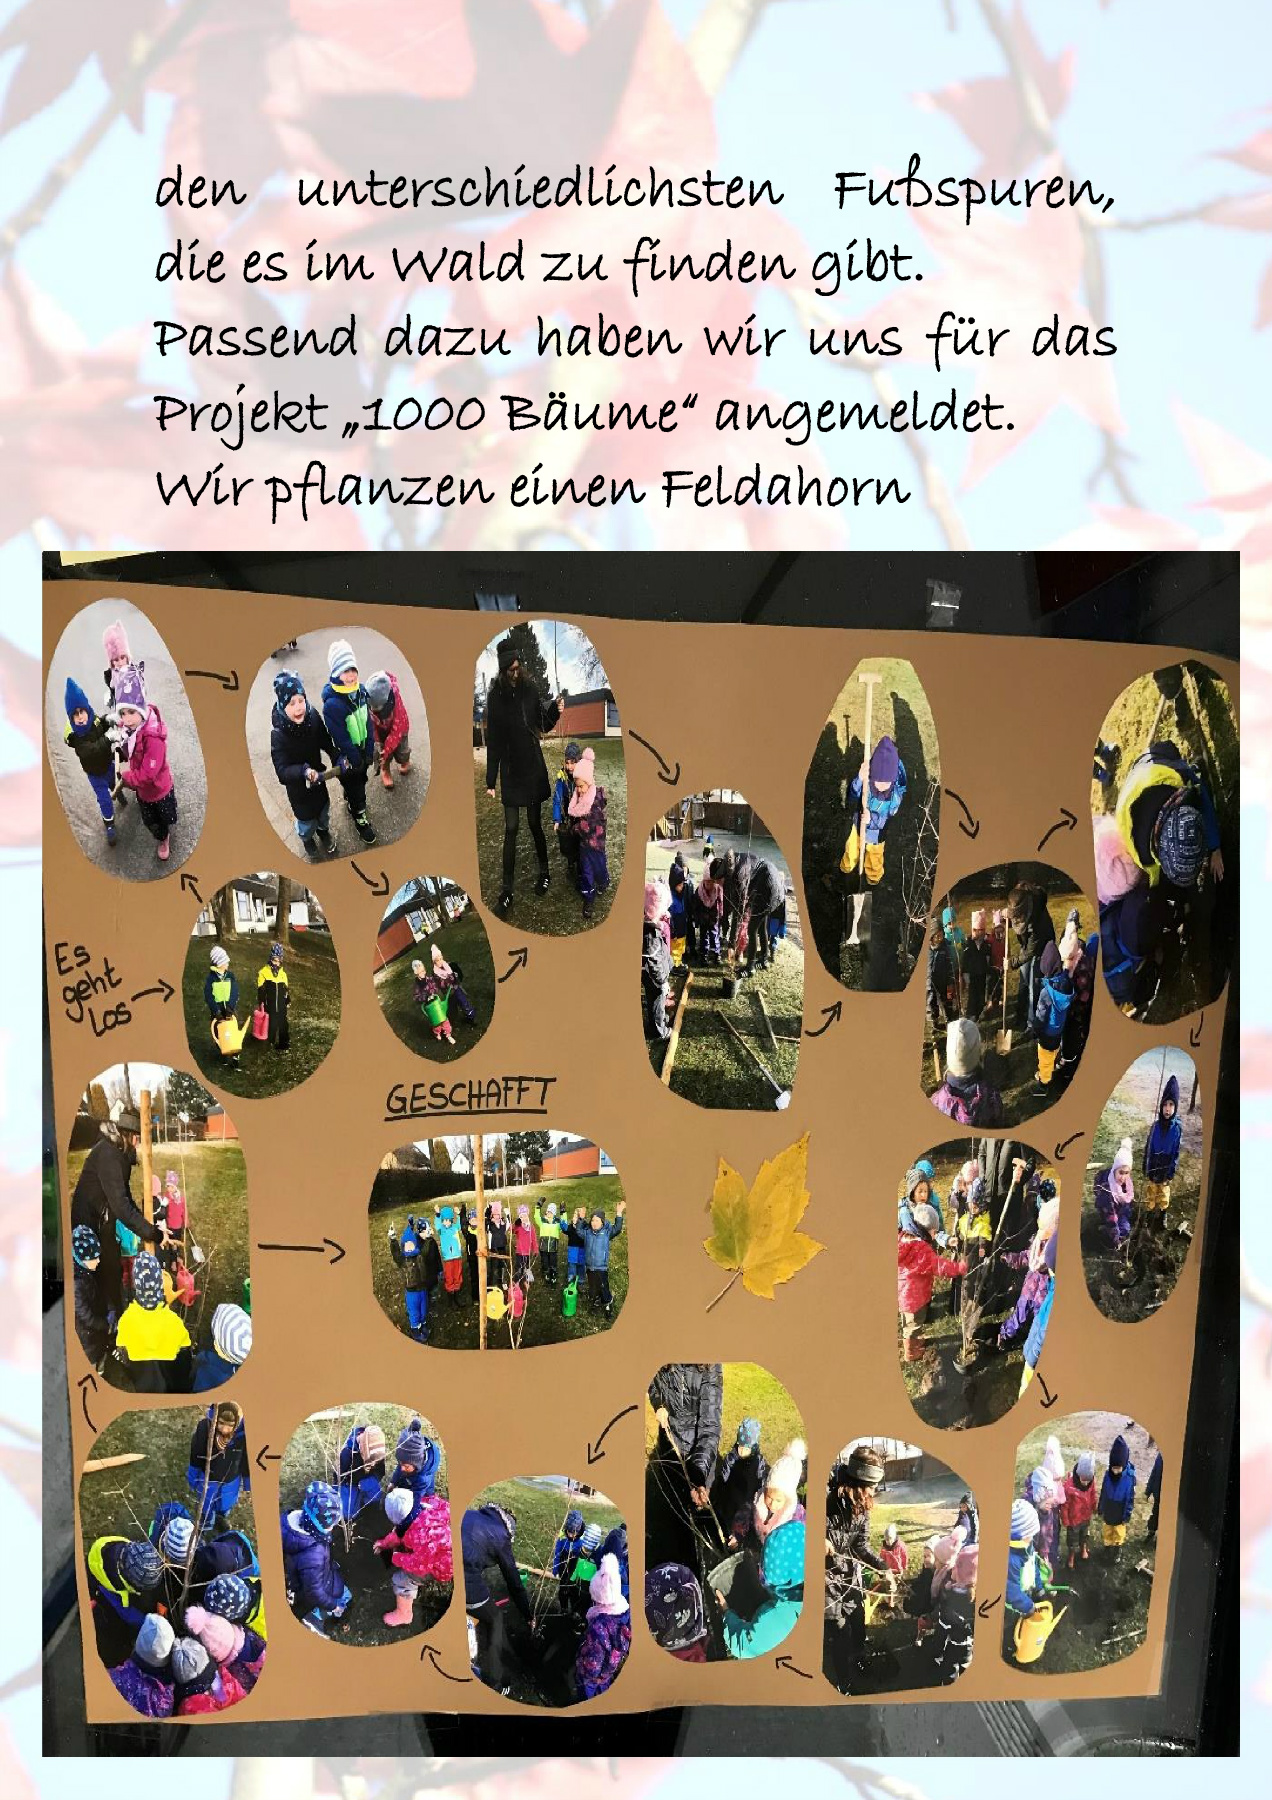 den unterschiedlichsten Fußspuren,
die es im Wald zu finden gibt.
Passend dazu haben wir uns für das
Projekt „1000 Bäume“ angemeldet.
Wir pflanzen einen Feldahorn
Es
geht
Los
GESCHAFFT